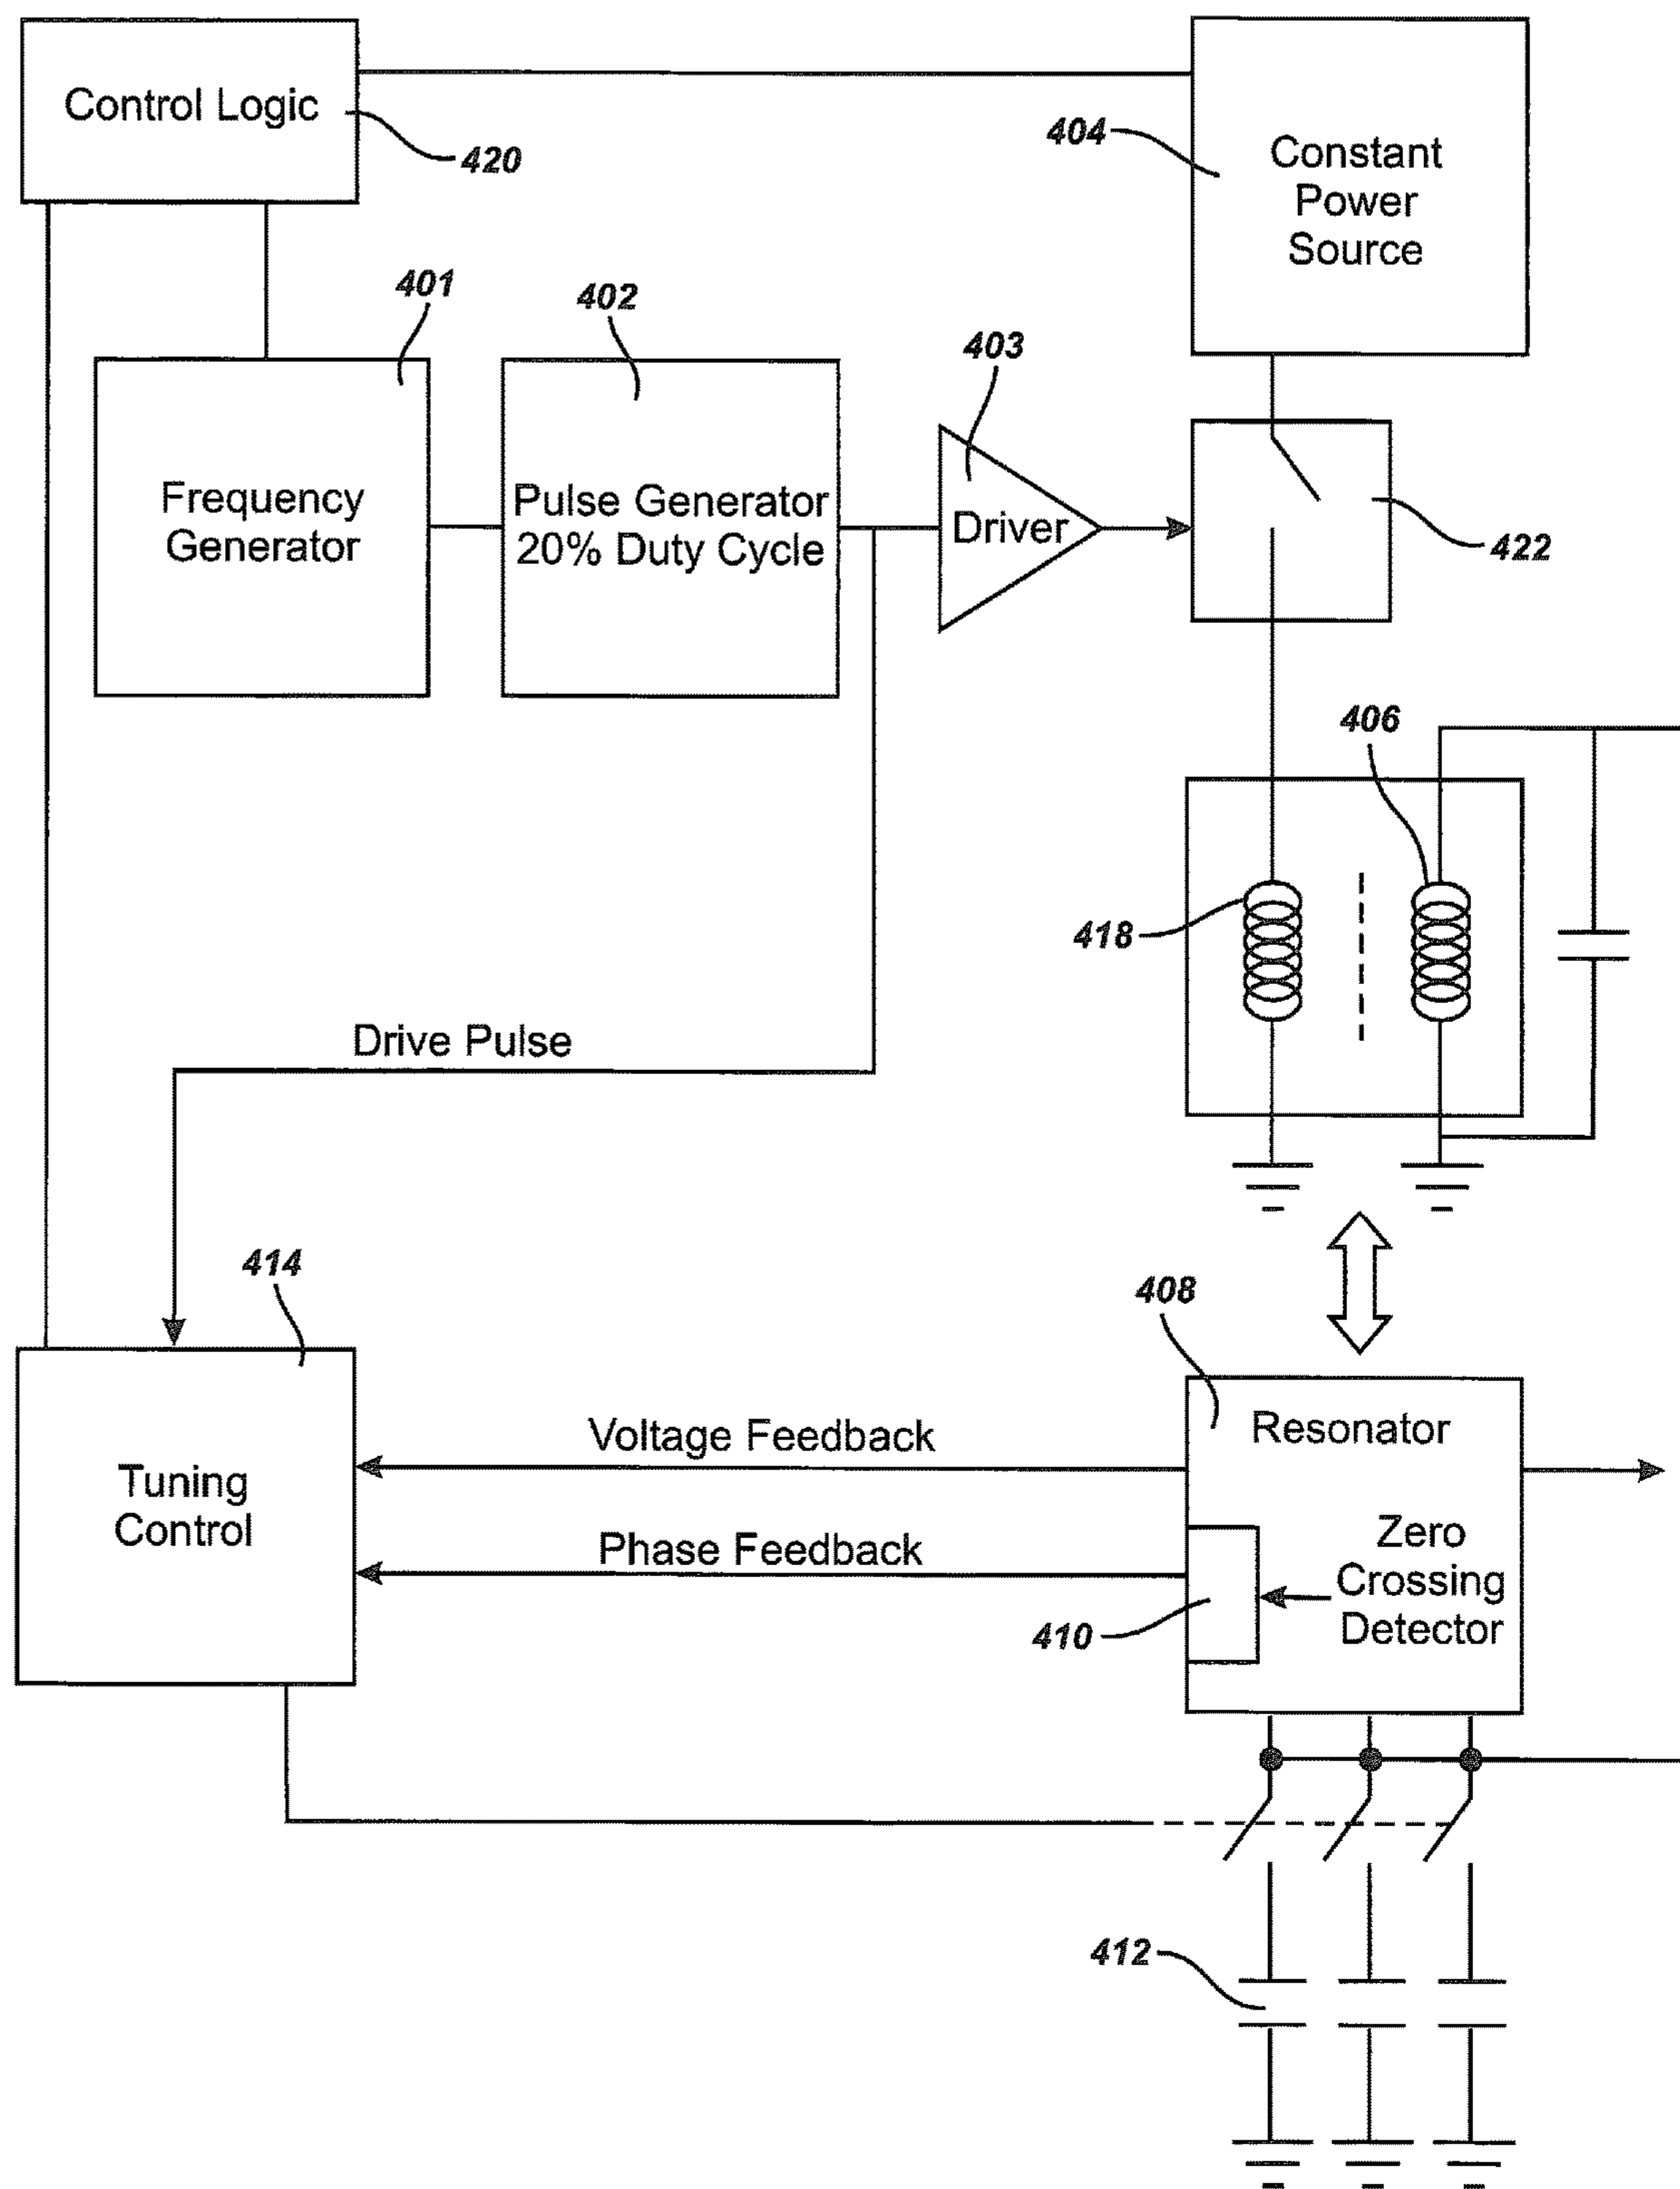 Control Logic
420
404
Constant
Power
Source
401
402
403
Frequency
Generator
Pulse Generator
20% Duty Cycle
Driver
422
406
418
Drive Pulse
414
408
Tuning
Control
Voltage Feedback
Phase Feedback
Resonator
Zero
Crossing
Detector
410
412